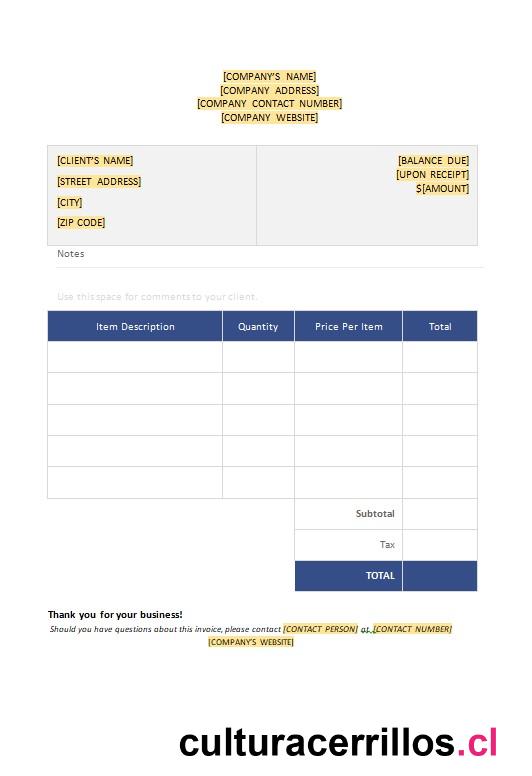 [COMPANY'S NAME]
[COMPANY ADDRESS]
[COMPANY CONTACT NUMBER]
[COMPANY WEBSITE]
[CLIENT'S NAME]
[STREET ADDRESS]
[CITY]
[ZIP CODE]
[BALANCE DUE]
[UPON RECEIPT]
$[AMOUNT]
Notes
Use this space for comments to your client.
Item Description Quantity Price Per Item Total
Subtotal
Tax
TOTAL
Thank you for your business!
Should you have questions about this invoice, please contact [CONTACT PERSON] at [CONTACT NUMBER]
[COMPANY'S WEBSITE]
culturacerrillos.cl